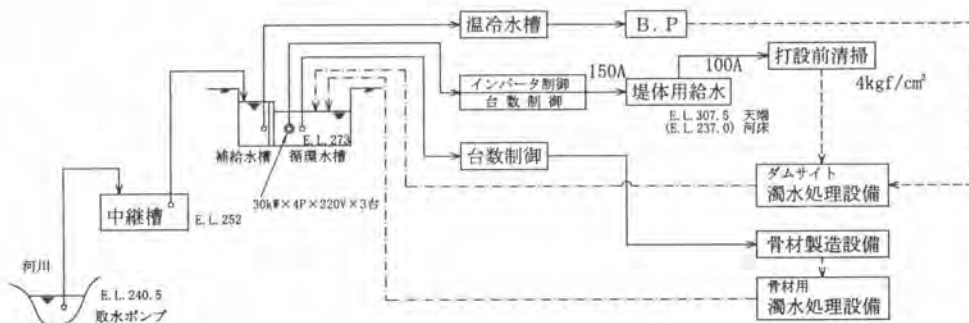 温冷水槽
B.P
打設前清掃
150A
100A
インバータ制御
台数制御
堤体用給水
4kgf/cm²
E.L.307.5 天端
(E.L.237.0) 河床
E.L.273
補給水槽
循環水槽
台数制御
ダムサイト
濁水処理設備
30kW×4P×220V×3台
中継槽
E.L.252
骨材製造設備
河川
E.L.240.5
取水ポンプ
骨材用
濁水処理設備